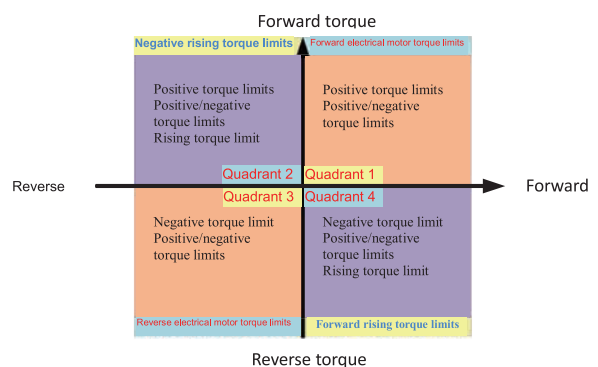 Forward torque
Negative rising torque limits
Forward electrical motor torque limits
Positive torque limits
Positive/negative
torque limits
Rising torque limit
Positive torque limits
Positive/negative
torque limits
Quadrant 2
Quadrant 1
Reverse
Forward
Quadrant 3
Quadrant 4
Negative torque limit
Positive/negative
torque limits
Negative torque limit
Positive/negative
torque limits
Rising torque limit
Reverse electrical motor torque limits
Forward rising torque limits
Reverse torque